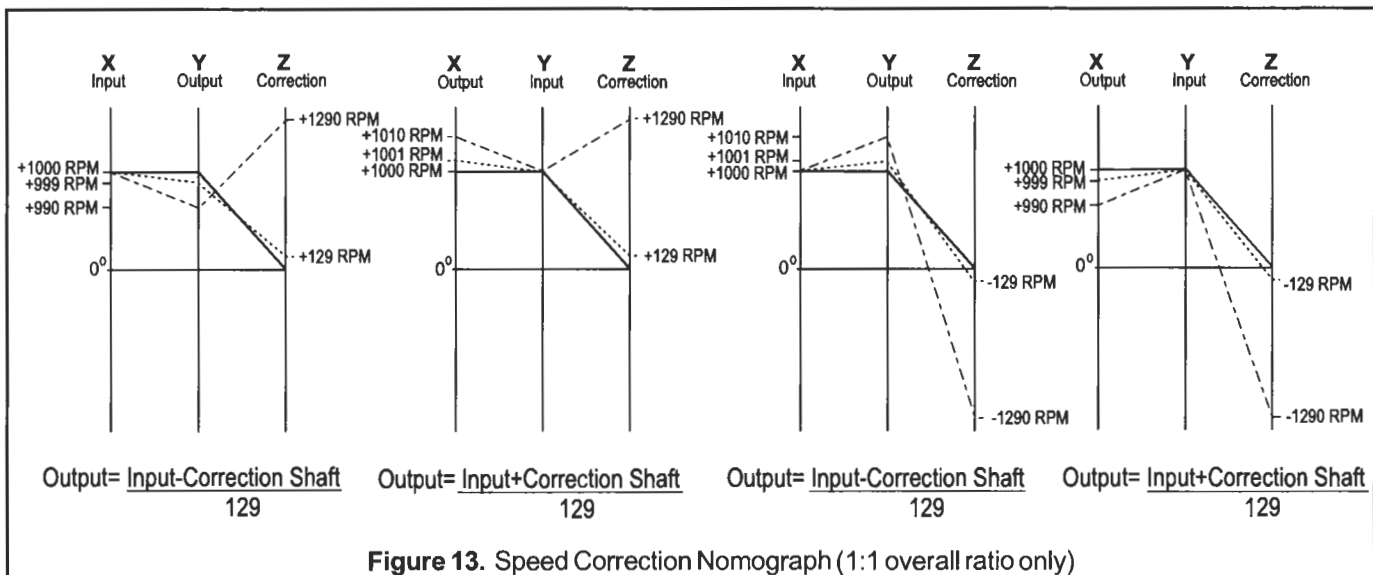 X Y Z
Input Output Correction
+1290 RPM
+1000 RPM
+999 RPM
+990 RPM
+129 RPM
0°
Output= Input-Correction Shaft
129
X Y Z
Output Input Correction
+1290 RPM
+1010 RPM
+1001 RPM
+1000 RPM
+129 RPM
0°
Output= Input+Correction Shaft
129
X Y Z
Input Output Correction
+1010 RPM
+1001 RPM
+1000 RPM
0°
-129 RPM
-1290 RPM
Output= Input-Correction Shaft
129
X Y Z
Output Input Correction
+1000 RPM
+999 RPM
+990 RPM
0°
-129 RPM
-1290 RPM
Output= Input+Correction Shaft
129
Figure 13. Speed Correction Nomograph (1:1 overall ratio only)